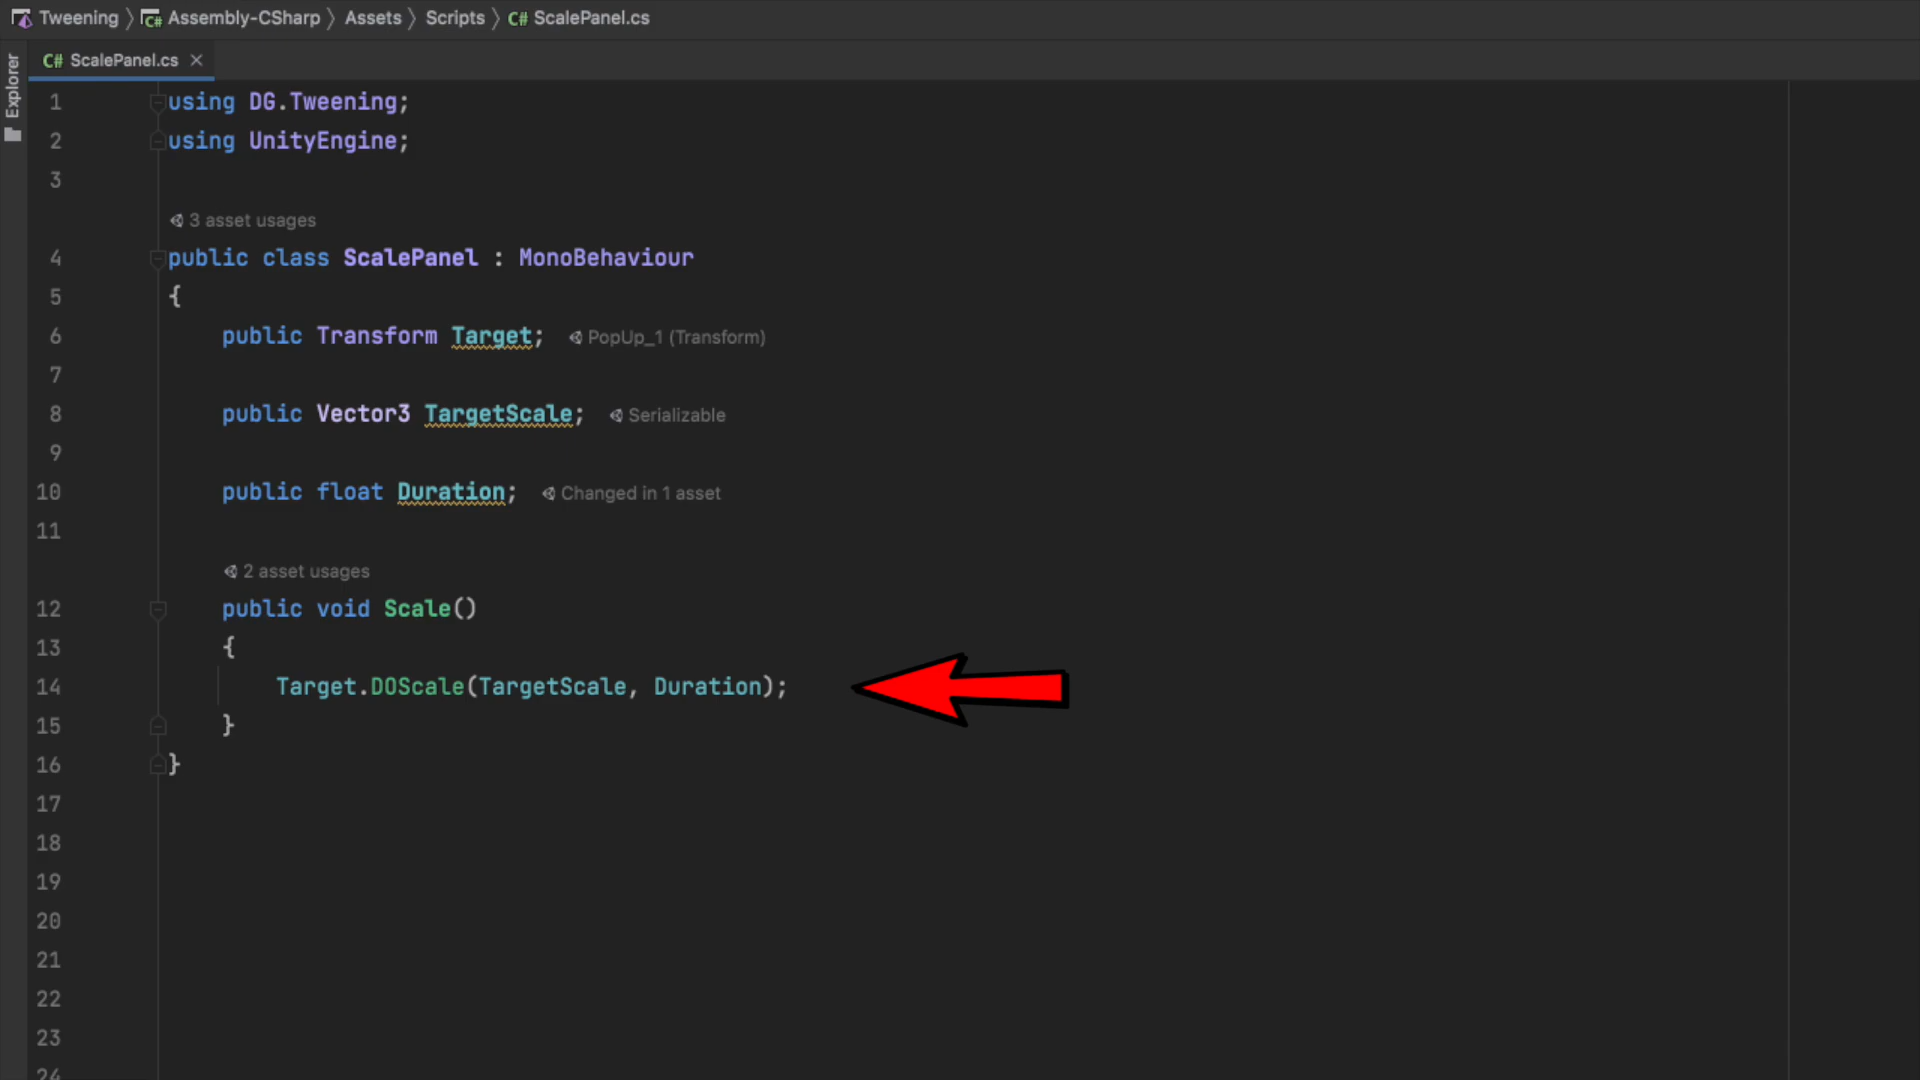 Tweening 〉 Assembly-CSharp 〉 Assets 〉 Scripts 〉 C# ScalePanel.cs
Explorer
C# ScalePanel.cs ×
1 using DG.Tweening;
2 using UnityEngine;
3
3 asset usages
4 public class ScalePanel : MonoBehaviour
5 {
6 public Transform Target; PopUp_1 (Transform)
7
8 public Vector3 TargetScale; Serializable
9
10 public float Duration; Changed in 1 asset
11
2 asset usages
12 public void Scale()
13 {
14 Target.DOScale(TargetScale, Duration);
15 }
16 }
17
18
19
20
21
22
23
24